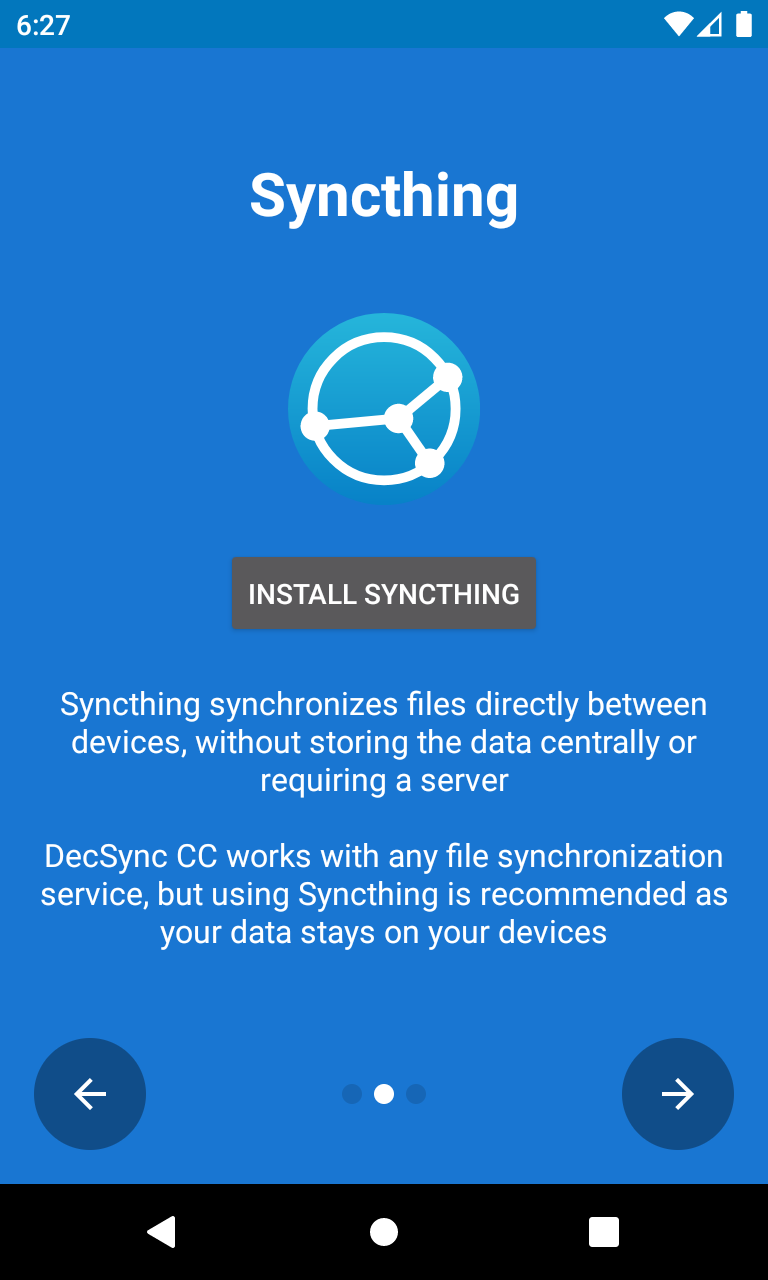 6:27
Syncthing
INSTALL SYNCTHING
Syncthing synchronizes files directly between
devices, without storing the data centrally or
requiring a server
DecSync CC works with any file synchronization
service, but using Syncthing is recommended as
your data stays on your devices